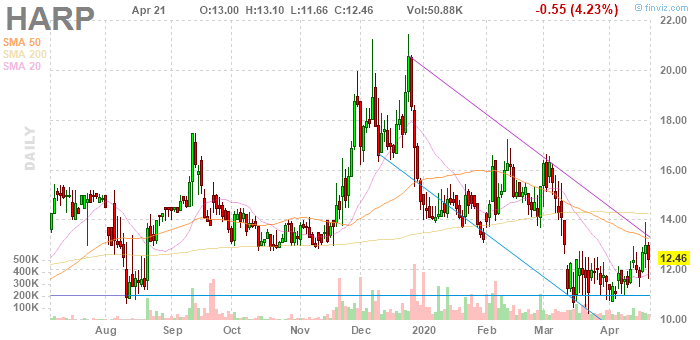 HARP Apr 21 O:13.00 H:13.10 L:11.66 C:12.46 Vol:50.88K -0.55 (4.23%) © finviz.com
SMA 50
SMA 200
SMA 20
DAILY
22.00
20.00
18.00
16.00
14.00
12.46
12.00
10.00
500K
400K
300K
200K
100K
Aug Sep Oct Nov Dec 2020 Feb Mar Apr